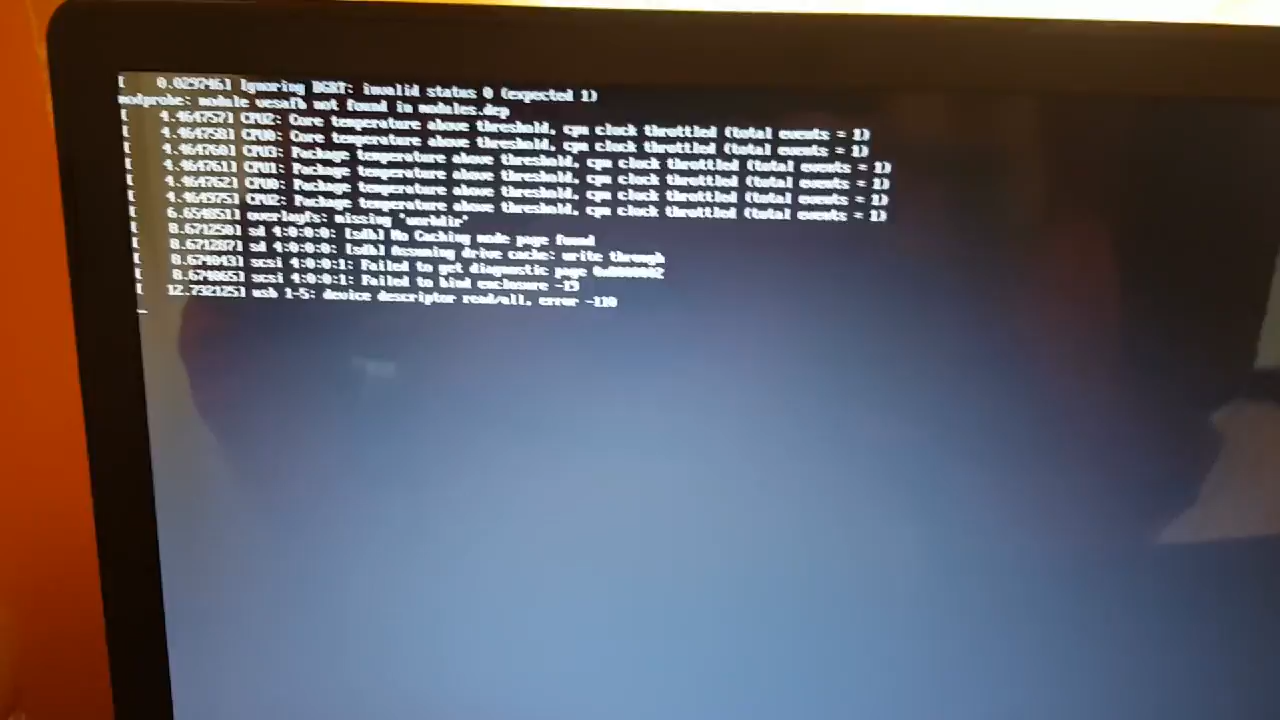 [    0.029746] Ignoring BGRT: invalid status 0 (expected 1)
modprobe: module vesafb not found in modules.dep
[    4.464757] CPU2: Core temperature above threshold, cpu clock throttled (total events = 1)
[    4.464758] CPU0: Core temperature above threshold, cpu clock throttled (total events = 1)
[    4.464760] CPU3: Package temperature above threshold, cpu clock throttled (total events = 1)
[    4.464761] CPU1: Package temperature above threshold, cpu clock throttled (total events = 1)
[    4.464762] CPU0: Package temperature above threshold, cpu clock throttled (total events = 1)
[    4.464975] CPU2: Package temperature above threshold, cpu clock throttled (total events = 1)
[    6.654851] overlayfs: missing 'workdir'
[    8.671250] sd 4:0:0:0: [sdb] No Caching mode page found
[    8.671287] sd 4:0:0:0: [sdb] Assuming drive cache: write through
[    8.674043] scsi 4:0:0:1: Failed to get diagnostic page 0x8000002
[    8.674065] scsi 4:0:0:1: Failed to bind enclosure -19
[   12.732125] usb 1-5: device descriptor read/all, error -110